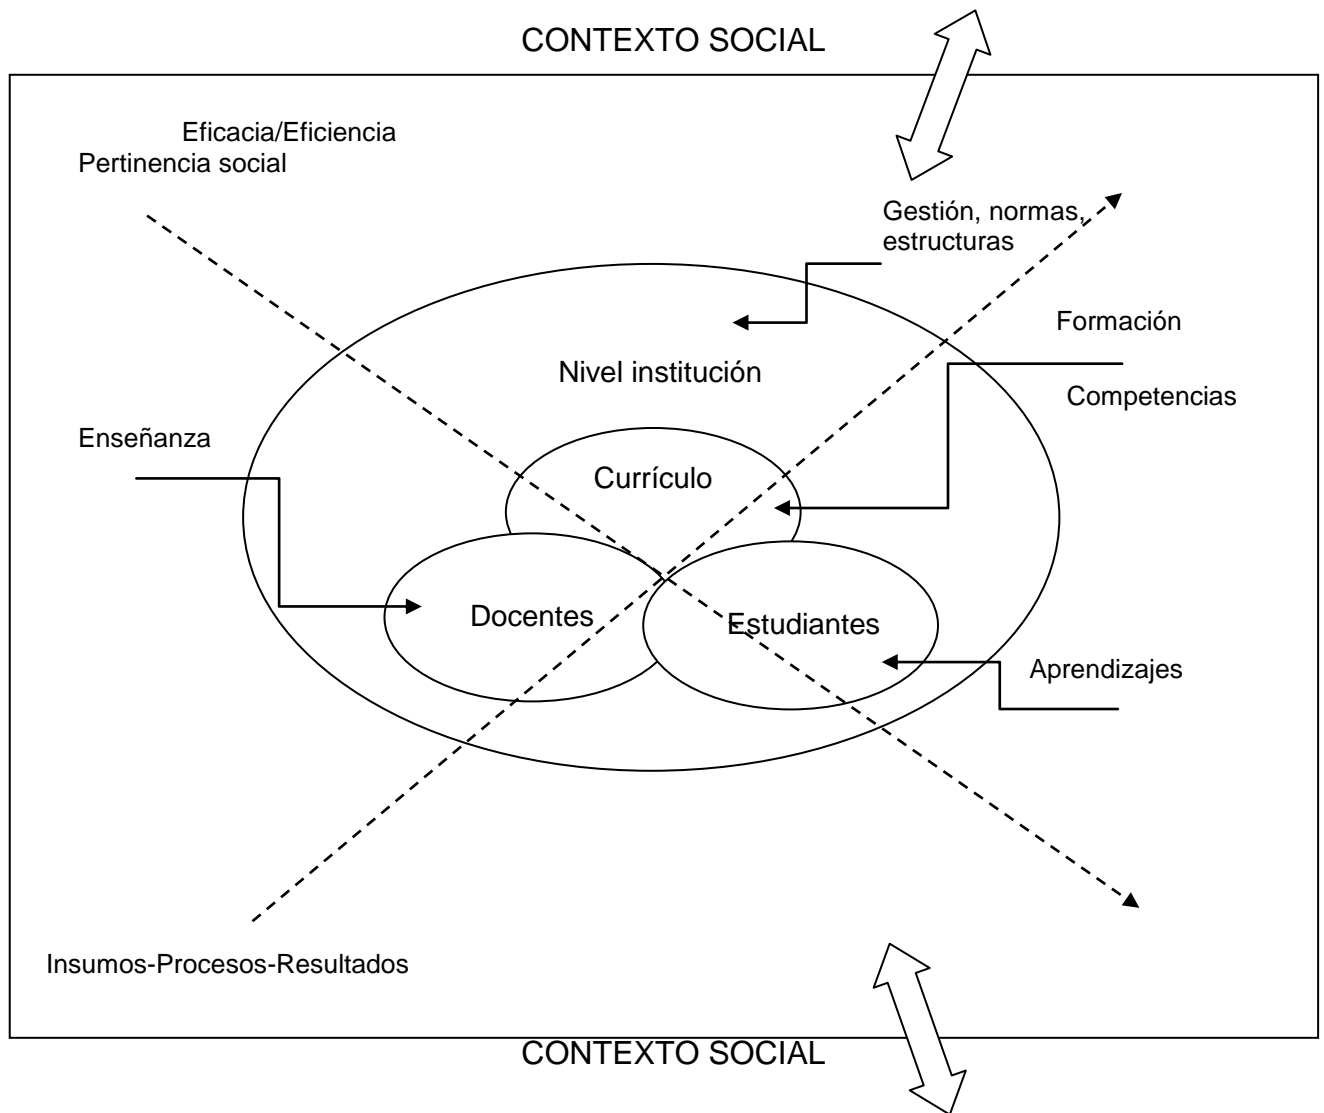 CONTEXTO SOCIAL
Eficacia/Eficiencia
Pertinencia social
Gestión, normas,
estructuras
Formación
Nivel institución
Competencias
Enseñanza
Currículo
Docentes
Estudiantes
Aprendizajes
Insumos-Procesos-Resultados
CONTEXTO SOCIAL